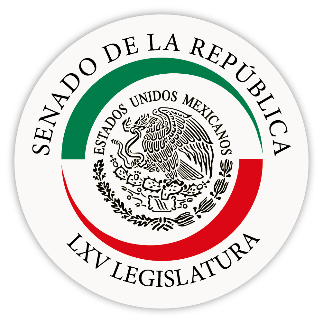 SENADO DE LA REPÚBLICA
ESTADOS UNIDOS MEXICANOS
LXV LEGISLATURA